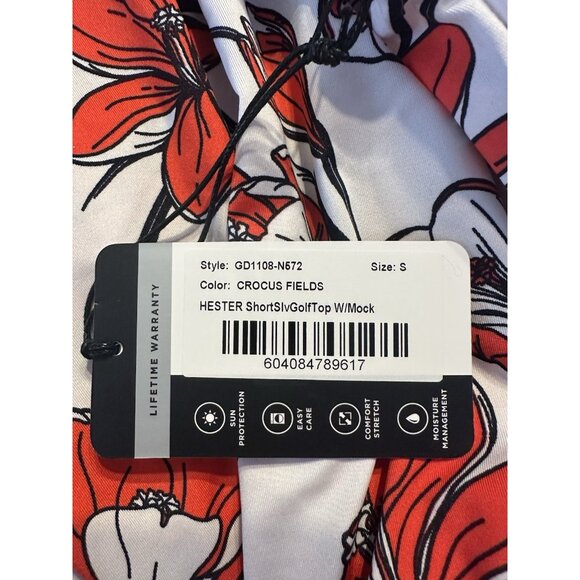 Style: GD1108-N572 Size: S
Color: CROCUS FIELDS
HESTER ShortSlvGolfTop W/Mock
604084789617
LIFETIME WARRANTY
SUN
PROTECTION
EASY
CARE
COMFORT
STRETCH
MOISTURE
MANAGEMENT